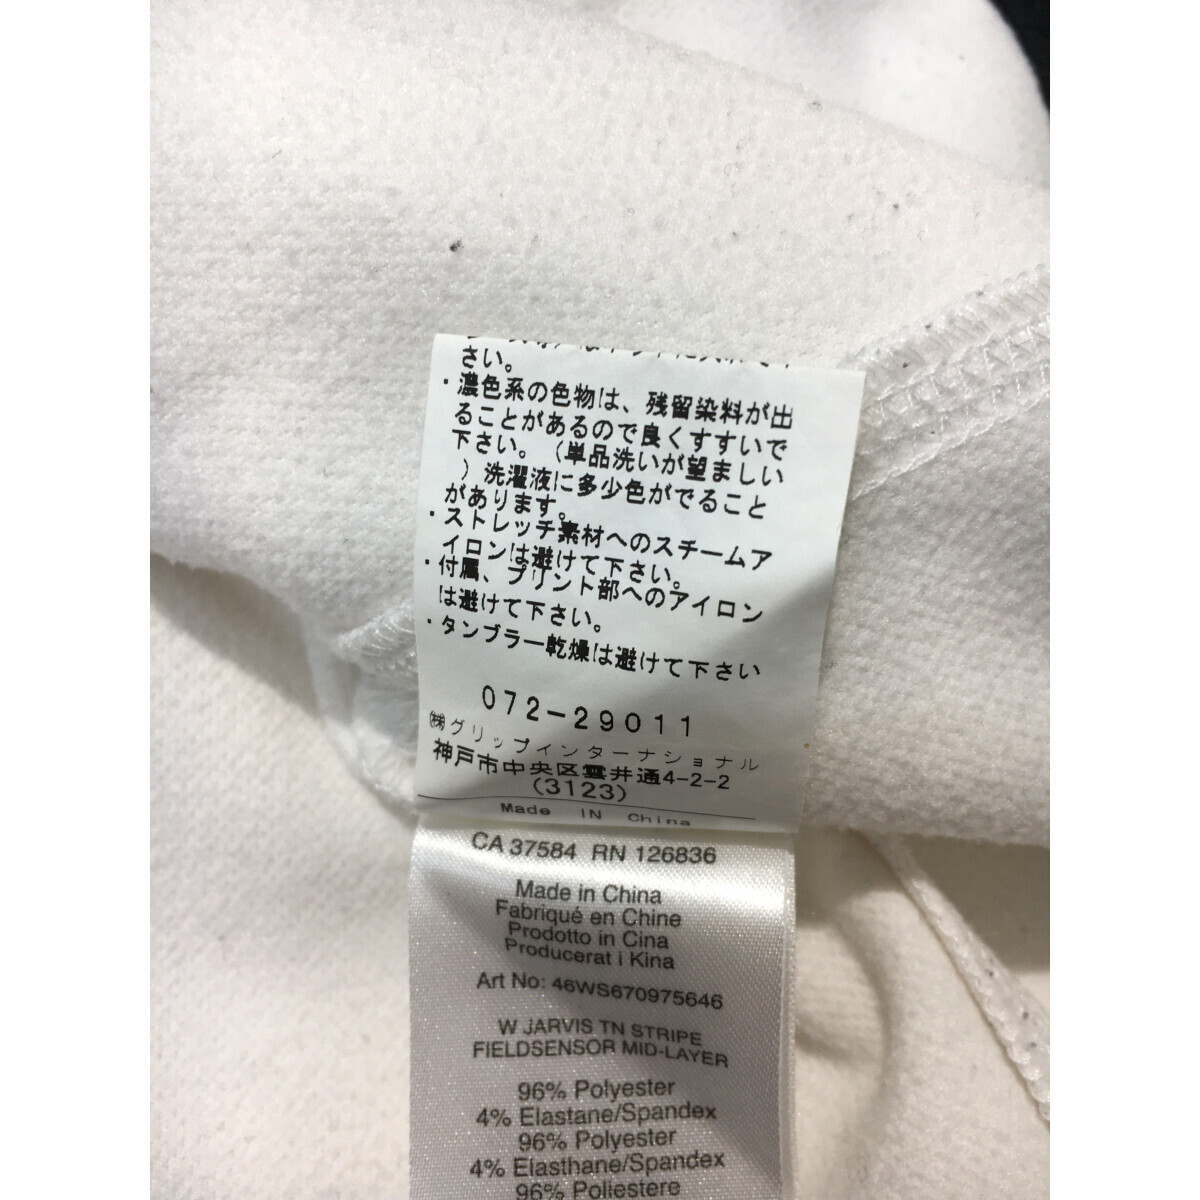 さい。
・濃色系の色物は、残留染料が出
ることがあるので良くすすいで
下さい。(単品洗いが望ましい
)洗濯液に多少色がでること
があります。
・ストレッチ素材へのスチームア
イロンは避けて下さい。
・付属、プリント部へのアイロン
は避けて下さい。
・タンブラー乾燥は避けて下さい
072-29011
㈱グリップインターナショナル
神戸市中央区雲井通4-2-2
(3123)
Made IN China
CA 37584 RN 126836
Made in China
Fabriqué en Chine
Prodotto in Cina
Producerat i Kina
Art No: 46WS670975646
W JARVIS TN STRIPE
FIELDSENSOR MID-LAYER
96% Polyester
4% Elastane/Spandex
96% Polyester
4% Elasthane/Spandex
96% Poliestere